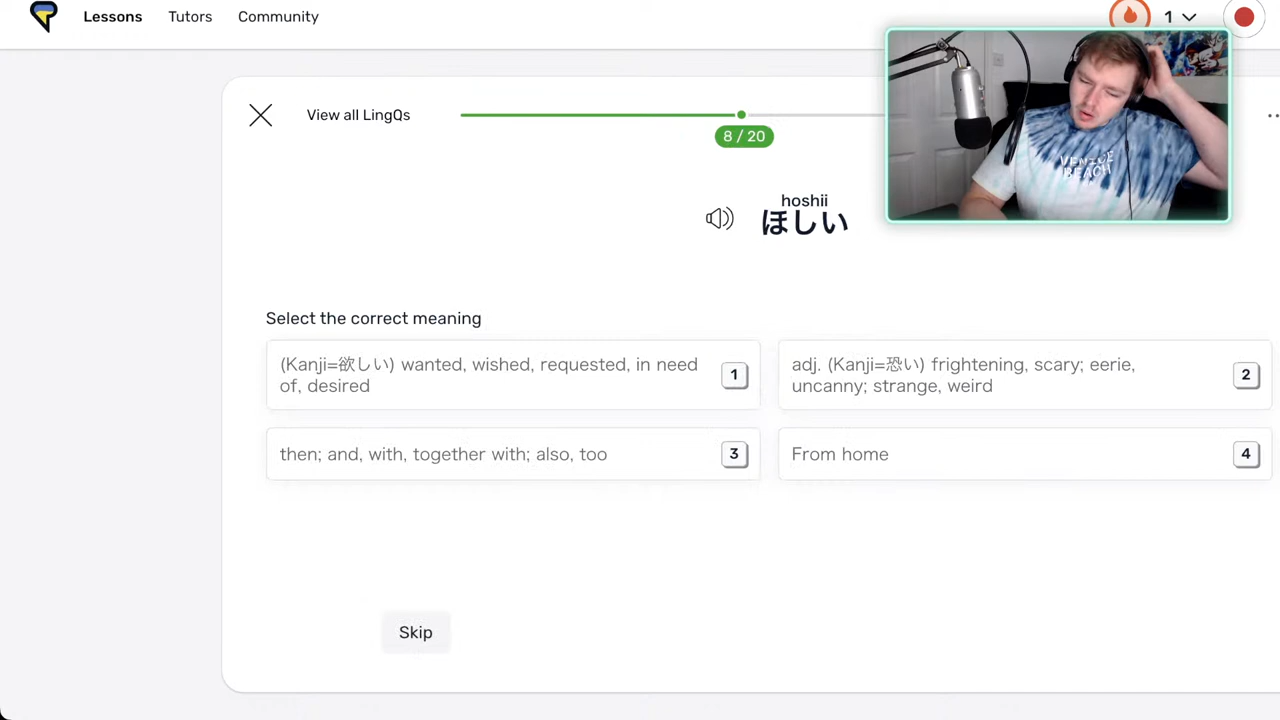 Lessons
Tutors
Community
1
View all LingQs
8 / 20
hoshii
ほしい
VENICE
BEACH
Select the correct meaning
(Kanji=欲しい) wanted, wished, requested, in need
of, desired
1
adj. (Kanji=恐い) frightening, scary; eerie,
uncanny; strange, weird
2
then; and, with, together with; also, too
3
From home
4
Skip